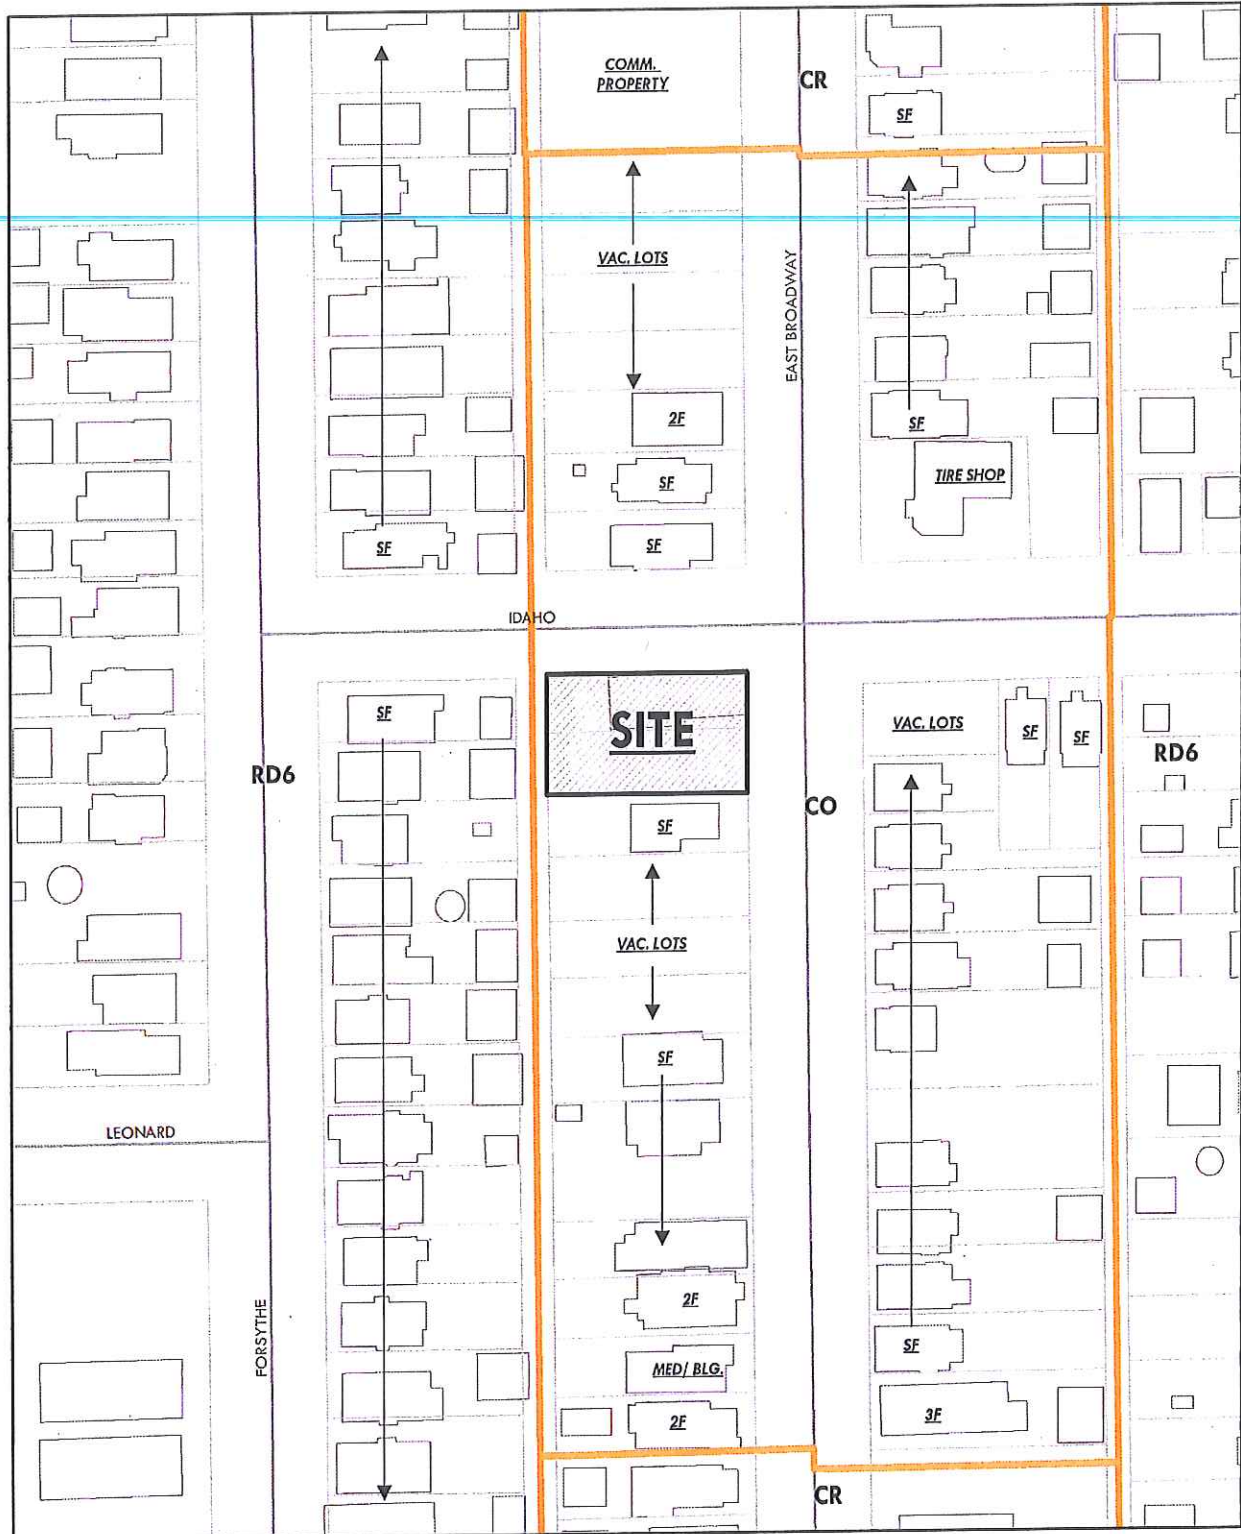 COMM.
PROPERTY
CR
SF
VAC. LOTS
EAST BROADWAY
2F
SF
SF
TIRE SHOP
SF
SF
IDAHO
SF
SITE
VAC. LOTS
SF
SF
RD6
RD6
CO
SF
VAC. LOTS
SF
LEONARD
FORSYTHE
2F
SF
MED/ BLG.
2F
3F
CR